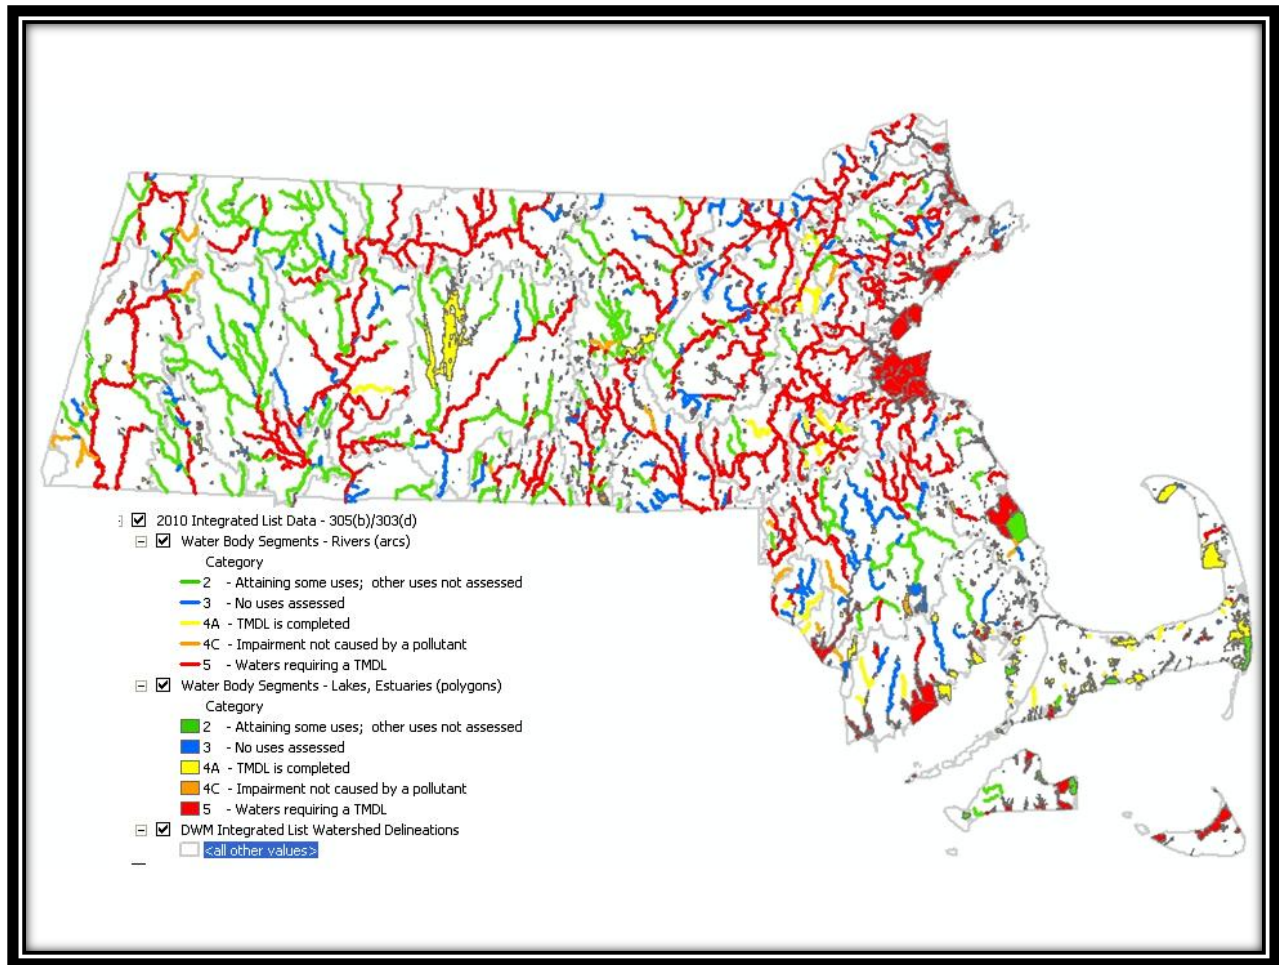 2010 Integrated List Data - 305(b)/303(d)
Water Body Segments - Rivers (arcs)
Category
2 - Attaining some uses; other uses not assessed
3 - No uses assessed
4A - TMDL is completed
4C - Impairment not caused by a pollutant
5 - Waters requiring a TMDL
Water Body Segments - Lakes, Estuaries (polygons)
Category
2 - Attaining some uses; other uses not assessed
3 - No uses assessed
4A - TMDL is completed
4C - Impairment not caused by a pollutant
5 - Waters requiring a TMDL
DWM Integrated List Watershed Delineations
<all other values>